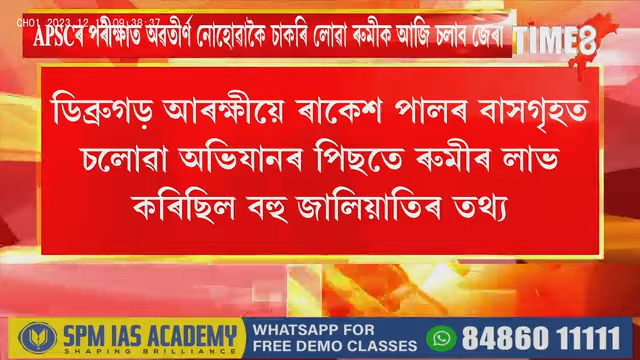 CH01 2023.12.1 09:38:37
APSCৰ পৰীক্ষাত অৱতীৰ্ণ নোহোৱাকৈ চাকৰি লোৱা ৰুমীক আজি চলাব জেৰা
TIME8
ডিব্ৰুগড় আৰক্ষীয়ে ৰাকেশ পালৰ বাসগৃহত
চলোৱা অভিযানৰ পিছতে ৰুমীৰ লাভ
কৰিছিল বহু জালিয়াতিৰ তথ্য
SPM IAS ACADEMY
SHAPING BRILLIANCE
WHATSAPP FOR
FREE DEMO CLASSES
84860 11111